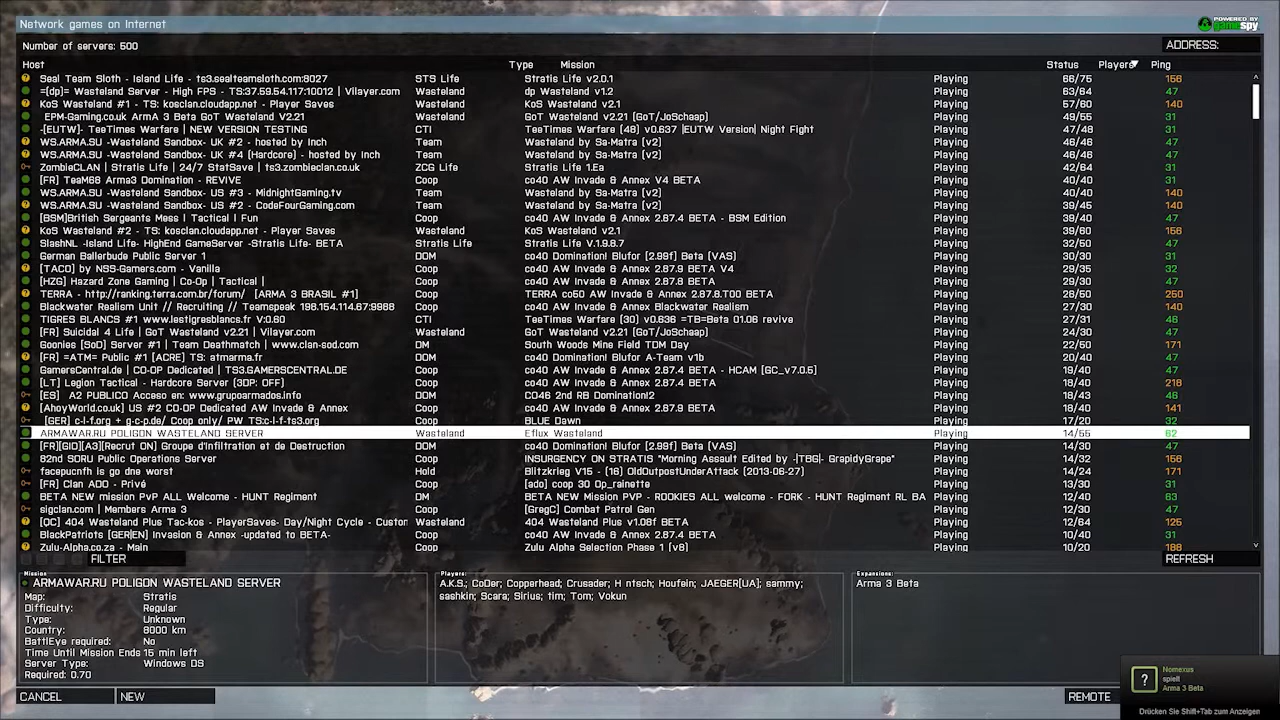 Network games on Internet
POWERED BY gamespy
Number of servers: 500
ADDRESS:
Host Type Mission Status Players Ping
Seal Team Sloth - Island Life - ts3.sealteamsloth.com:8027 STS Life Stratis Life v2.0.1 Playing 66/75 156
=[dp]= Wasteland Server - High FPS - TS:37.59.54.117:10012 | Vilayer.com Wasteland dp Wasteland v1.2 Playing 63/64 47
KoS Wasteland #1 - TS: kosclan.cloudapp.net - Player Saves Wasteland KoS Wasteland v2.1 Playing 57/60 140
EPM-Gaming.co.uk ArmA 3 Beta GoT Wasteland V2.21 Wasteland GoT Wasteland v2.21 [GoT/JoSchaap] Playing 49/55 31
-[EUTW]- TeeTimes Warfare | NEW VERSION TESTING CTI TeeTimes Warfare [48] v0.637 |EUTW Version| Night Fight Playing 47/48 31
WS.ARMA.SU -Wasteland Sandbox- UK #2 - hosted by Inch Team Wasteland by Sa-Matra [v2] Playing 46/46 47
WS.ARMA.SU -Wasteland Sandbox- UK #4 (Hardcore) - hosted by Inch Team Wasteland by Sa-Matra [v2] Playing 46/46 47
ZombieCLAN | Stratis Life | 24/7 StatSave | ts3.zombieclan.co.uk ZCG Life Stratis Life 1.Ea Playing 42/64 31
[FR] TeaM66 Arma3 Domination - REVIVE Coop co40 AW Invade & Annex V4 BETA Playing 40/40 31
WS.ARMA.SU -Wasteland Sandbox- US #3 - MidnightGaming.tv Team Wasteland by Sa-Matra [v2] Playing 40/40 140
WS.ARMA.SU -Wasteland Sandbox- US #2 - CodeFourGaming.com Team Wasteland by Sa-Matra [v2] Playing 39/45 140
[BSM]British Sergeants Mess | Tactical | Fun Coop co40 AW Invade & Annex 2.87.4 BETA - BSM Edition Playing 39/40 47
KoS Wasteland #2 - TS: kosclan.cloudapp.net Wasteland KoS Wasteland v2.1 Playing 39/60 156
SlashNL -Island Life- HighEnd GameServer -Stratis Life- BETA Stratis Life Stratis Life V.1.9.8.7 Playing 32/50 47
German Ballerbude Public Server 1 DOM co40 Domination! Blufor [2.99f] Beta [VAS] Playing 30/30 31
[TACO] by NSS-Gamers.com - Vanilla Coop co40 AW Invade & Annex 2.87.9 BETA V4 Playing 29/35 32
[HZG] Hazard Zone Gaming | Co-Op | Tactical | Coop co40 AW Invade & Annex 2.87.9 BETA Playing 29/30 47
TERRA - http://ranking.terra.com.br/forum/ [ARMA 3 BRASIL #1] Coop TERRA co50 AW Invade & Annex 2.87.8.T00 BETA Playing 28/50 250
Blackwater Realism Unit // Recruiting // Teamspeak 198.154.114.67:9988 Coop co40 AW Invade & Annex Blackwater Realism Playing 27/30 140
TIGRES BLANCS #1 www.lestigresblancs.fr V.0.60 CTI TeeTimes Warfare [30] v0.636 =TB=Beta 01.06 revive Playing 27/31 46
[FR] Suicidal 4 Life | GoT Wasteland v2.21 | Vilayer.com Wasteland GoT Wasteland v2.21 [GoT/JoSchaap] Playing 24/30 47
Goonies [SoD] Server #1 | Team Deathmatch | www.clan-sod.com DM South Woods Mine Field TDM Day Playing 22/50 171
[FR] =ATM= Public #1 [ACRE] TS: atmarma.fr DOM co40 Domination! Blufor A-Team v1b Playing 20/40 47
GamersCentral.de | CO-OP Dedicated | TS3.GAMERSCENTRAL.DE Coop co40 AW Invade & Annex 2.87.4 BETA - HCAM [GC_v7.0.5] Playing 19/40 47
[LT] Legion Tactical - Hardcore Server (3DP: OFF) Coop co40 AW Invade & Annex 2.87.4 BETA Playing 19/40 218
[ES] A2 PUBLICO Acceso en: www.grupoarmados.info DOM CO46 2nd RB Domination!2 Playing 18/43 46
[AhoyWorld.co.uk] US #2 CO-OP Dedicated AW Invade & Annex Coop co40 AW Invade & Annex 2.87.9 BETA Playing 18/40 141
[GER] c-l-f.org + g-c-p.de/ Coop only/ PW TS:c-l-f-ts3.org Coop BLUE Dawn Playing 17/20 32
ARMAWAR.RU POLIGON WASTELAND SERVER Wasteland Eflux Wasteland Playing 14/55 62
[FR][GID][A3][Recrut ON] Groupe d'Infiltration et de Destruction DOM co40 Domination! Blufor [2.99f] Beta [VAS] Playing 14/30 47
82nd SORU Public Operations Server Coop INSURGENCY ON STRATIS "Morning Assault Edited by -|TBG|- GrapidyGrape" Playing 14/32 156
facepucnfh is go dne worst Hold Blitzkrieg V15 - (16) OldOutpostUnderAttack (2013-06-27) Playing 14/24 171
[FR] Clan ADO - Privé Coop [ado] coop 30 Op_rainette Playing 13/30 31
BETA NEW mission PvP ALL Welcome - HUNT Regiment DM BETA NEW Mission PVP - ROOKIES ALL welcome - FORK - HUNT Regiment RL BA Playing 12/40 63
sigclan.com | Members Arma 3 Coop [GregC] Combat Patrol Gen Playing 12/30 47
[OC] 404 Wasteland Plus Tac-kos - PlayerSaves- Day/Night Cycle - Custom Wasteland 404 Wasteland Plus v1.08f BETA Playing 12/64 125
BlackPatriots [GER|EN] Invasion & Annex -updated to BETA- Coop co40 AW Invade & Annex 2.87.4 BETA Playing 10/40 31
Zulu-Alpha.co.za - Main Coop Zulu Alpha Selection Phase 1 [v8] Playing 10/20 188
FILTER
REFRESH
Mission
ARMAWAR.RU POLIGON WASTELAND SERVER
Map: Stratis
Difficulty: Regular
Type: Unknown
Country: 8000 km
BattlEye required: No
Time Until Mission Ends 15 min left
Server Type: Windows OS
Required: 0.70
Players:
A.K.S.; CoDer; Copperhead; Crusader; H ntsch; Houfein; JAEGER[UA]; sammy;
sashkin; Scara; Sirius; tim; Tom; Vokun
Expansions:
Arma 3 Beta
CANCEL
NEW
REMOTE
Nomexus
spielt
Arma 3 Beta
Drücken Sie Shift+Tab zum Anzeigen